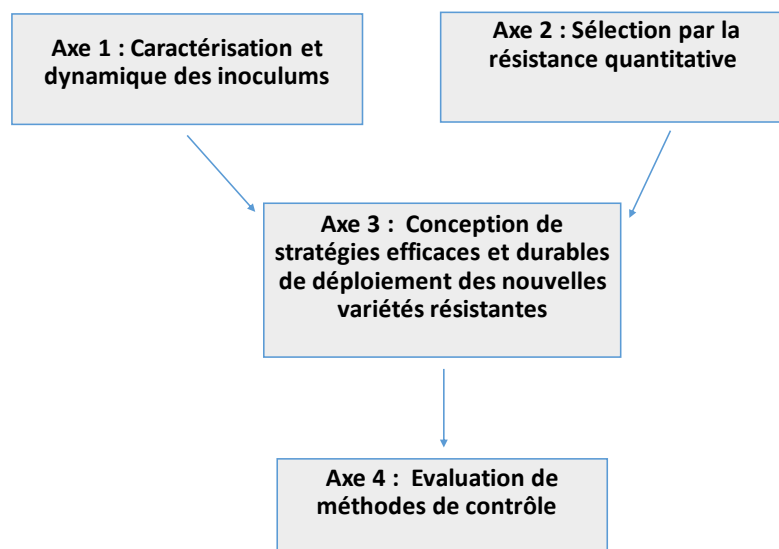 Axe 1 : Caractérisation et
dynamique des inoculums
Axe 2 : Sélection par la
résistance quantitative
Axe 3 : Conception de
stratégies efficaces et durables
de déploiement des nouvelles
variétés résistantes
Axe 4 : Evaluation de
méthodes de contrôle